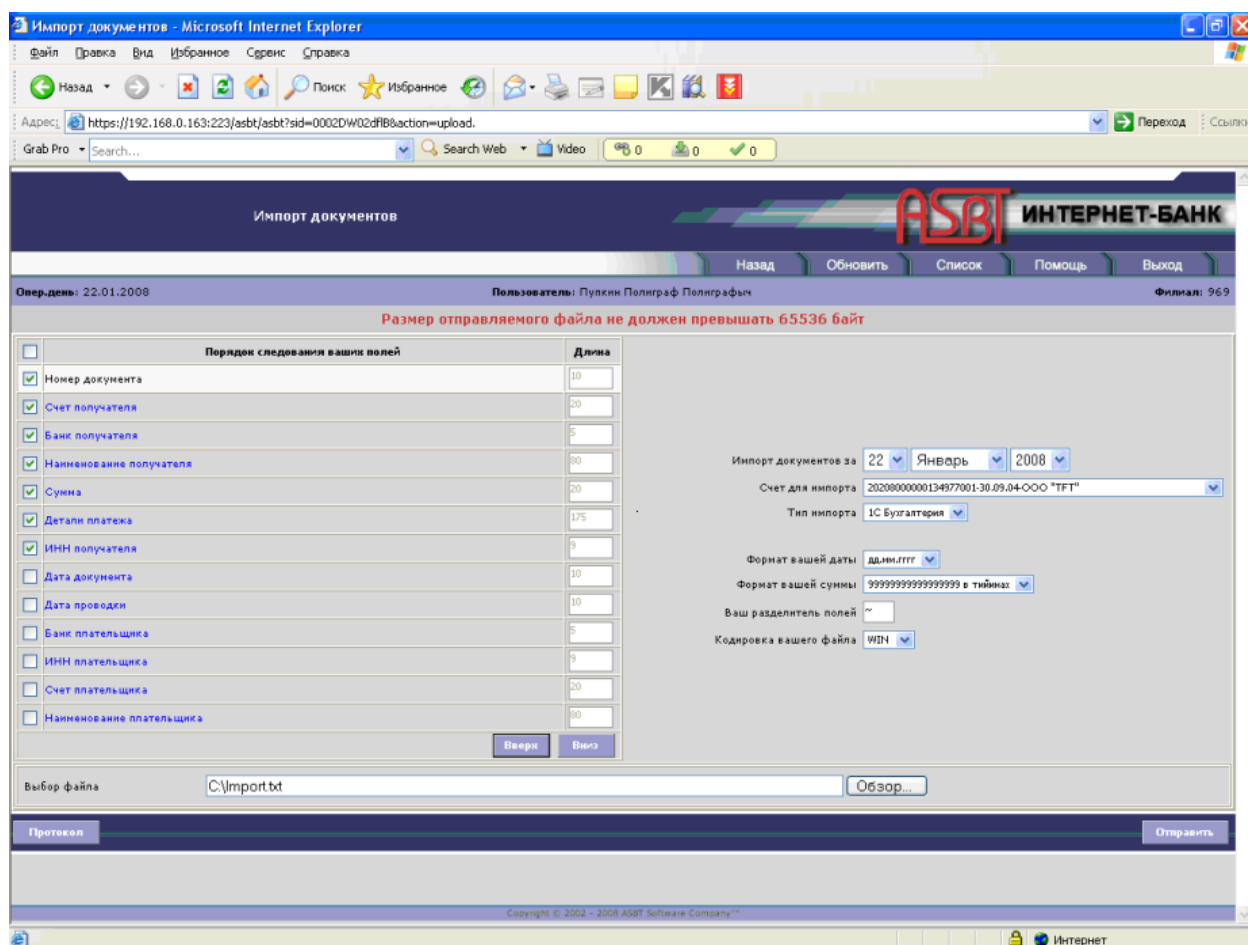 Импорт документов - Microsoft Internet Explorer
Файл Правка Вид Избранное Сервис Справка
Назад Поиск Избранное
Адрес: https://192.168.0.163:223/asbt/asbt?sid=0002DW02dflB&action=upload. Переход Ссылки
Grab Pro Search... Search Web Video 0 0 0
Импорт документов ASBT ИНТЕРНЕТ-БАНК
Назад Обновить Список Помощь Выход
Опер.день: 22.01.2008 Пользователь: Пупкин Полиграф Полиграфыч Филиал: 969
Размер отправляемого файла не должен превышать 65536 байт
Порядок следования ваших полей Длина
Номер документа 10
Счет получателя 20
Банк получателя 5
Наименование получателя 80
Сумма 20
Детали платежа 175
ИНН получателя 9
Дата документа 10
Дата проводки 10
Банк плательщика 5
ИНН плательщика 9
Счет плательщика 20
Наименование плательщика 80
Вверх Вниз
Импорт документов за 22 Январь 2008
Счет для импорта 20208000000134977001-30.09.04-ООО "TFT"
Тип импорта 1С Бухгалтерия
Формат вашей даты дд.мм.гггг
Формат вашей суммы 99999999999999999 в тийинах
Ваш разделитель полей ~
Кодировка вашего файла WIN
Выбор файла C:\Import.txt Обзор...
Протокол Отправить
Copyright © 2002 - 2008 ASBT Software Company™
Интернет